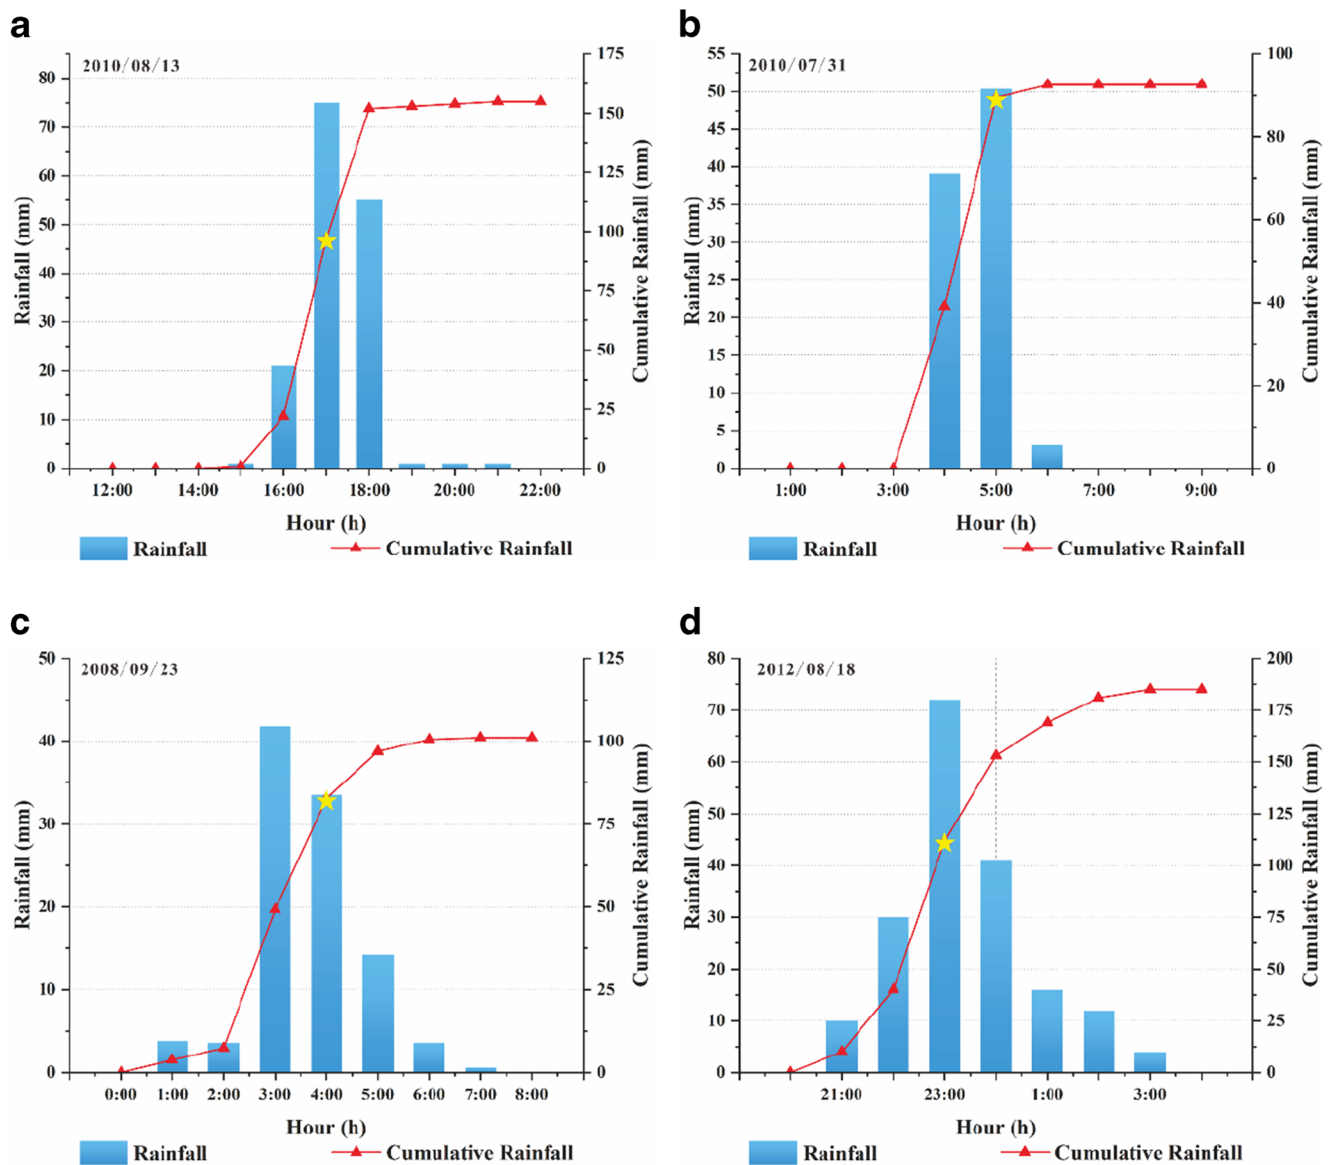 a
2010/08/13
Rainfall (mm)
80
70
60
50
40
30
20
10
0
Cumulative Rainfall (mm)
175
150
125
100
75
50
25
0
12:00 14:00 16:00 18:00 20:00 22:00
Hour (h)
Rainfall Cumulative Rainfall
b
2010/07/31
Rainfall (mm)
55
50
45
40
35
30
25
20
15
10
5
0
Cumulative Rainfall (mm)
100
80
60
40
20
0
1:00 3:00 5:00 7:00 9:00
Hour (h)
Rainfall Cumulative Rainfall
c
2008/09/23
Rainfall (mm)
50
40
30
20
10
0
Cumulative Rainfall (mm)
125
100
75
50
25
0
0:00 1:00 2:00 3:00 4:00 5:00 6:00 7:00 8:00
Hour (h)
Rainfall Cumulative Rainfall
d
2012/08/18
Rainfall (mm)
80
70
60
50
40
30
20
10
0
Cumulative Rainfall (mm)
200
175
150
125
100
75
50
25
0
21:00 23:00 1:00 3:00
Hour (h)
Rainfall Cumulative Rainfall